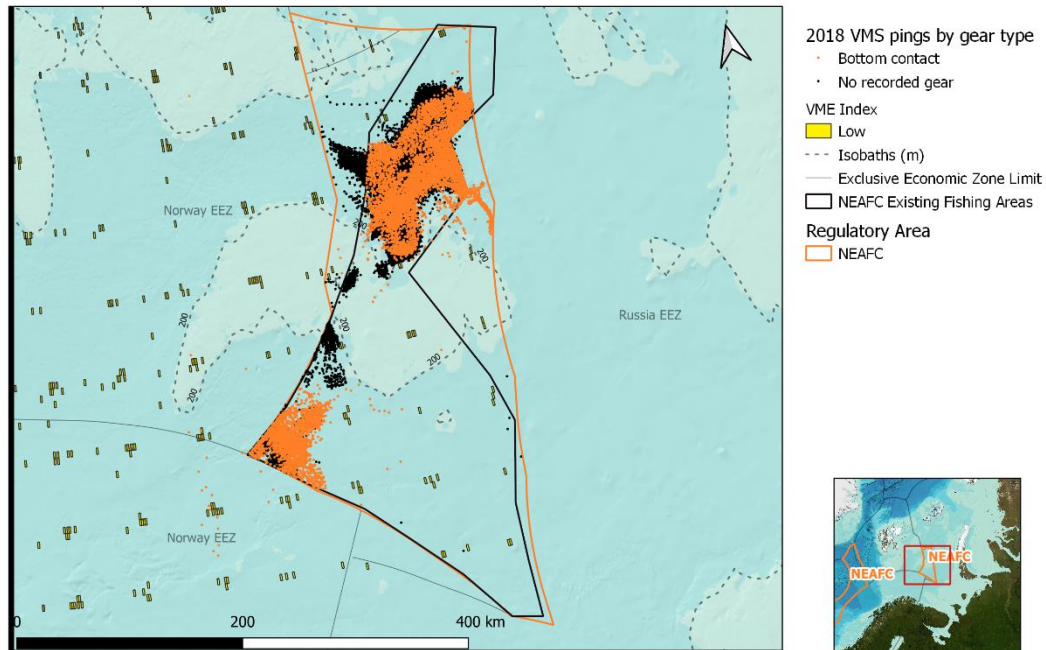 2018 VMS pings by gear type
Bottom contact
No recorded gear
VME Index
Low
Isobaths (m)
Exclusive Economic Zone Limit
NEAFC Existing Fishing Areas
Regulatory Area
NEAFC
Norway EEZ
200
200
Russia EEZ
200
200
200
200
Norway EEZ
0
200
400 km
NEAFC
NEAFC